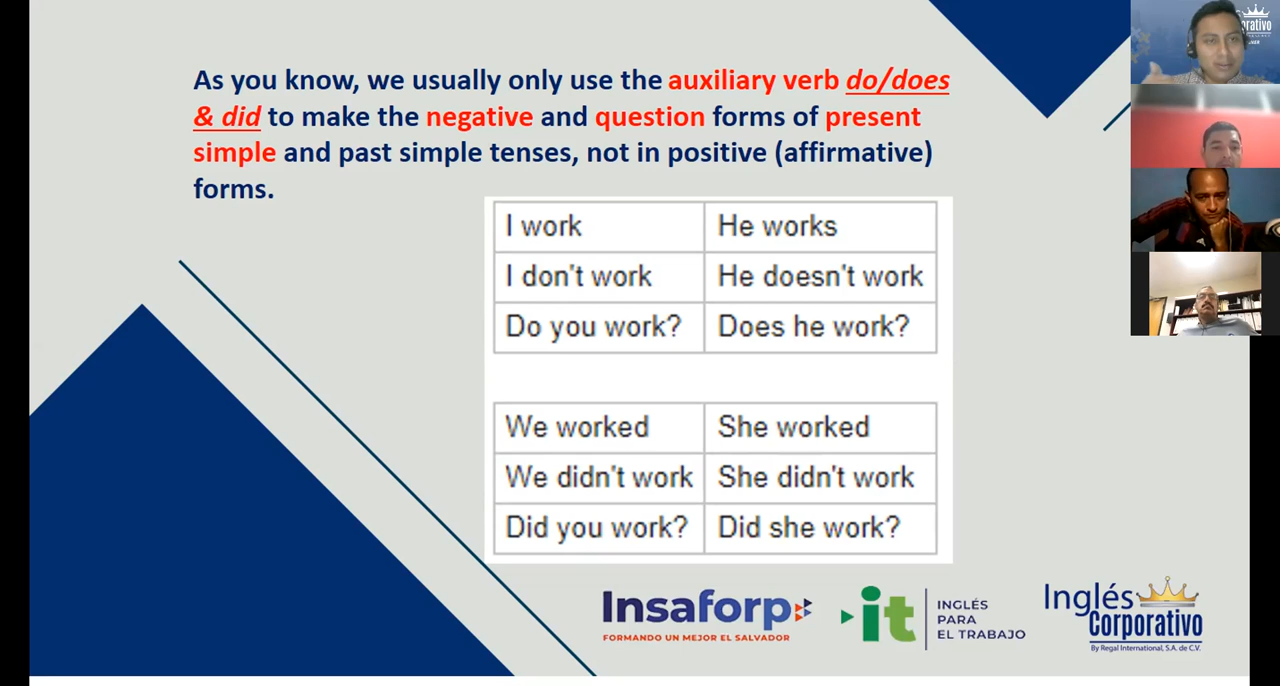 As you know, we usually only use the auxiliary verb do/does
& did to make the negative and question forms of present
simple and past simple tenses, not in positive (affirmative)
forms.
I work He works
I don't work He doesn't work
Do you work? Does he work?
We worked She worked
We didn't work She didn't work
Did you work? Did she work?
Insaforp
FORMANDO UN MEJOR EL SALVADOR
it
INGLÉS
PARA
EL TRABAJO
Inglés
Corporativo
By Regal International, S.A. de C.V.